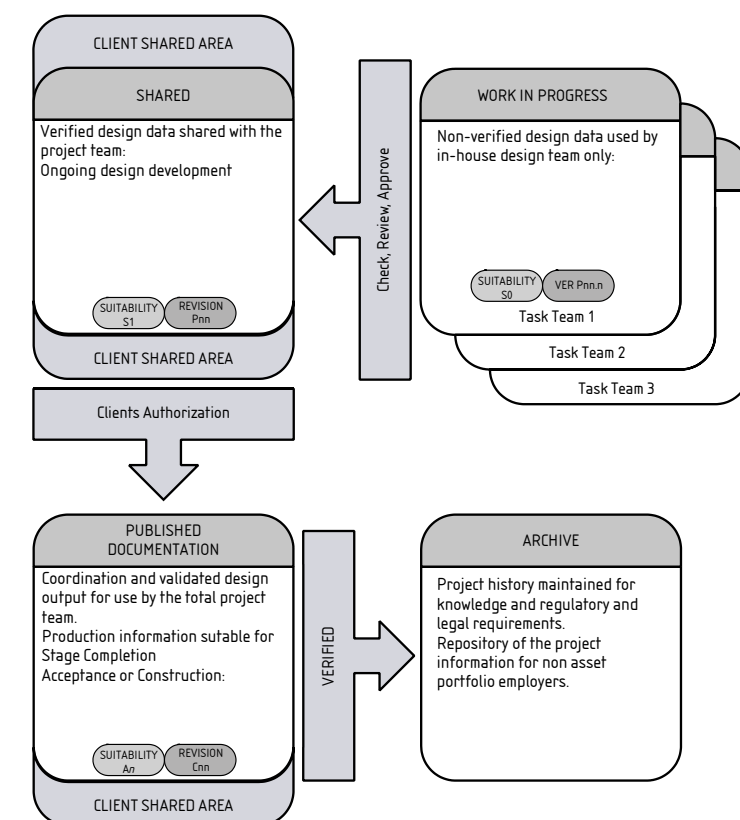 CLIENT SHARED AREA
SHARED
Verified design data shared with the
project team:
Ongoing design development
SUITABILITY
S1
REVISION
Pnn
CLIENT SHARED AREA
Check, Review, Approve
WORK IN PROGRESS
Non-verified design data used by
in-house design team only:
SUITABILITY
S0
VER Pnn.n
Task Team 1
Task Team 2
Task Team 3
Clients Authorization
PUBLISHED
DOCUMENTATION
Coordination and validated design
output for use by the total project
team.
Production information sutable for
Stage Completion
Acceptance or Construction:
SUITABILITY
An
REVISION
Cnn
CLIENT SHARED AREA
VERIFIED
ARCHIVE
Project history maintained for
knowledge and regulatory and
legal requirements.
Repository of the project
information for non asset
portfolio employers.